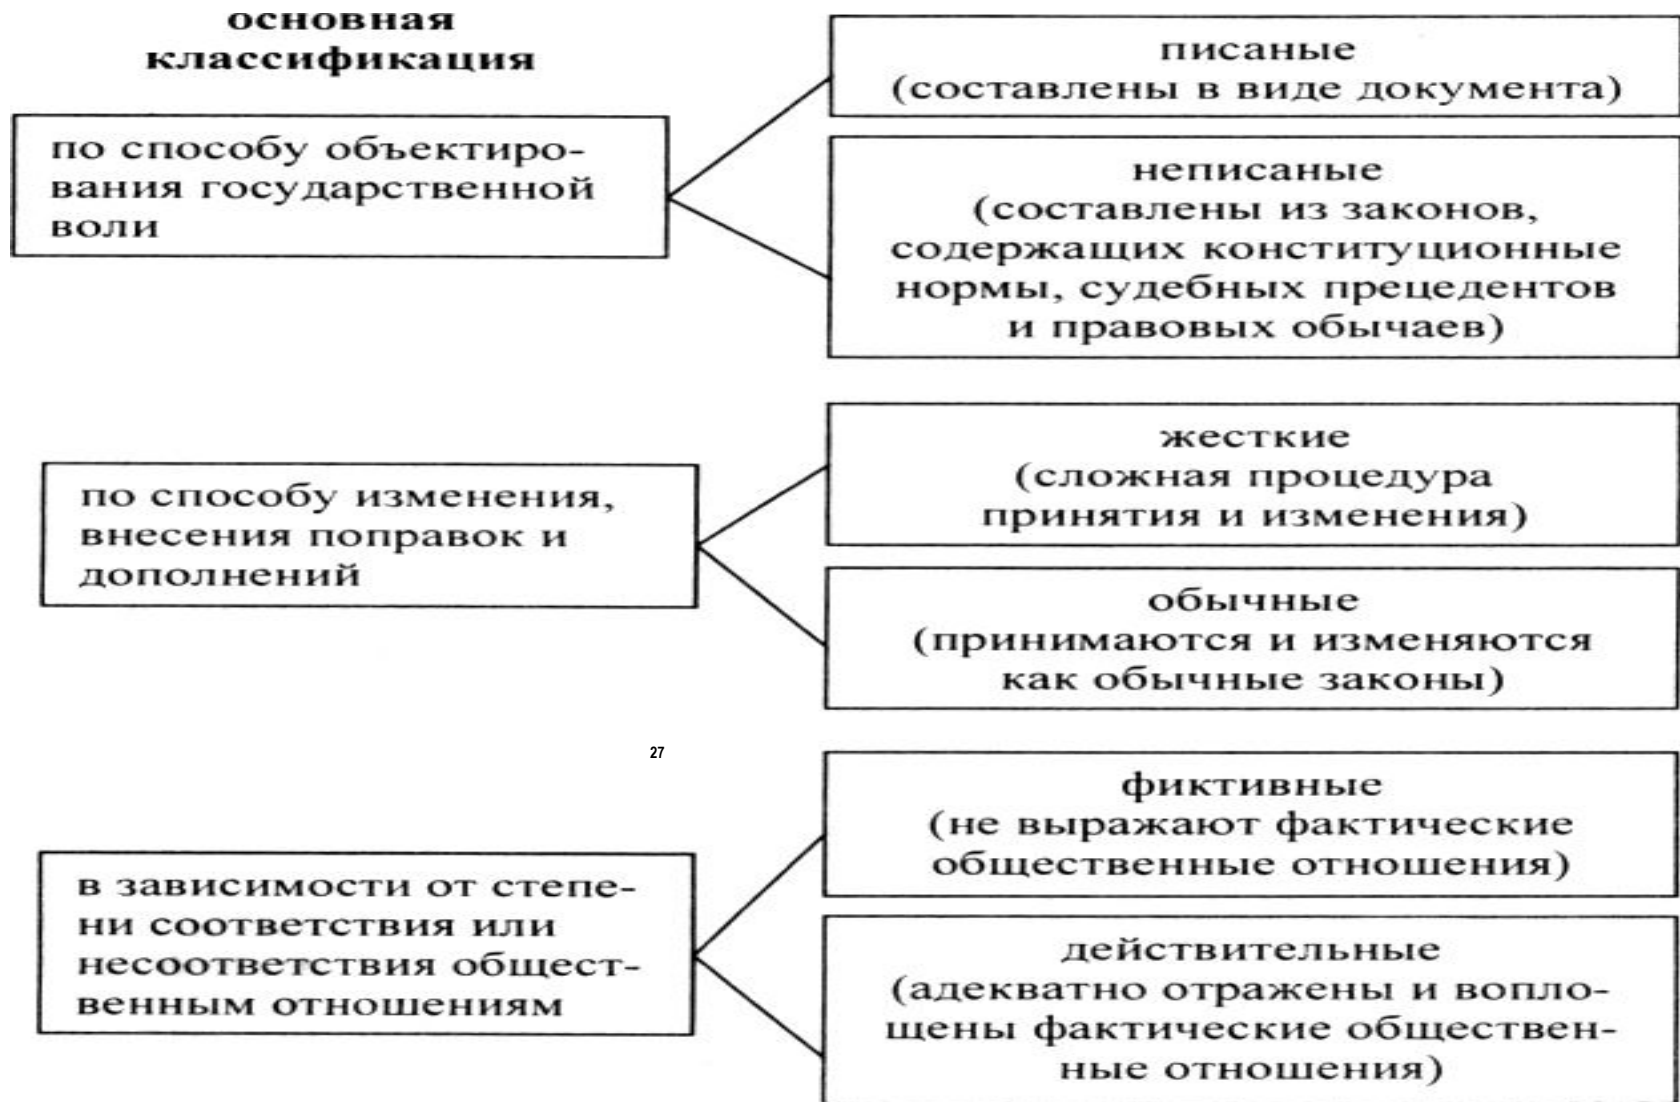 основная
классификация
по способу объектиро-
вания государственной
воли
писаные
(составлены в виде документа)
неписаные
(составлены из законов,
содержащих конституционные
нормы, судебных прецедентов
и правовых обычаев)
по способу изменения,
внесения поправок и
дополнений
жесткие
(сложная процедура
принятия и изменения)
обычные
(принимаются и изменяются
как обычные законы)
27
в зависимости от степе-
ни соответствия или
несоответствия общест-
венным отношениям
фиктивные
(не выражают фактические
общественные отношения)
действительные
(адекватно отражены и вопло-
щены фактические обществен-
ные отношения)